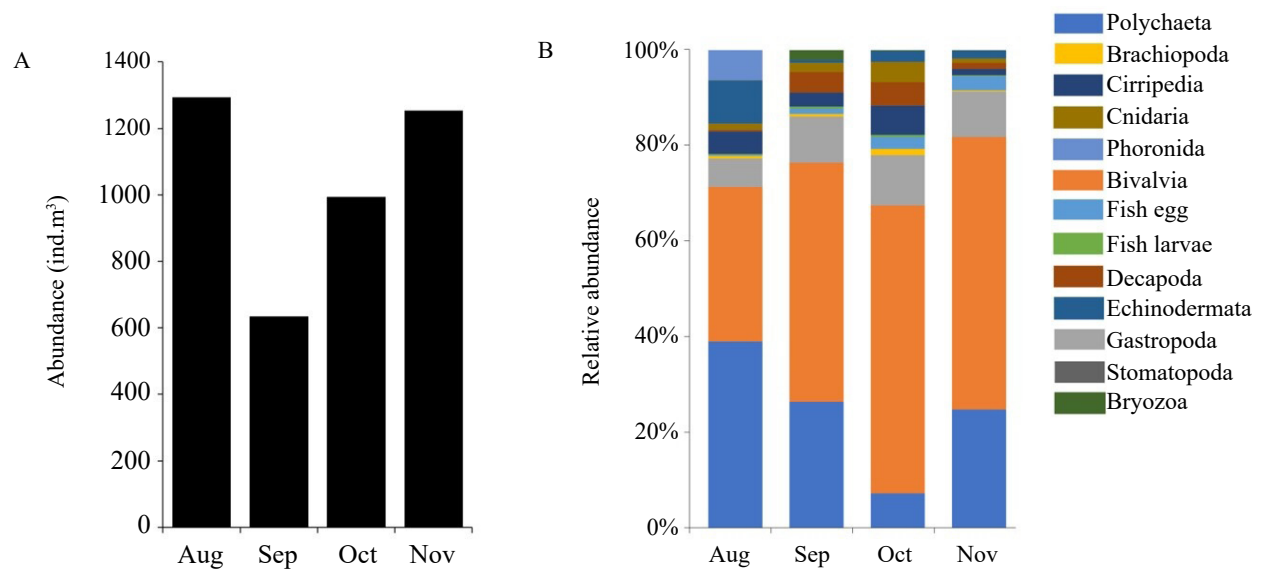 A
Abundance (ind.m³)
1400
1200
1000
800
600
400
200
0
Aug Sep Oct Nov
B
Relative abundance
100%
80%
60%
40%
20%
0%
Aug Sep Oct Nov
Polychaeta
Brachiopoda
Cirripedia
Cnidaria
Phoronida
Bivalvia
Fish egg
Fish larvae
Decapoda
Echinodermata
Gastropoda
Stomatopoda
Bryozoa